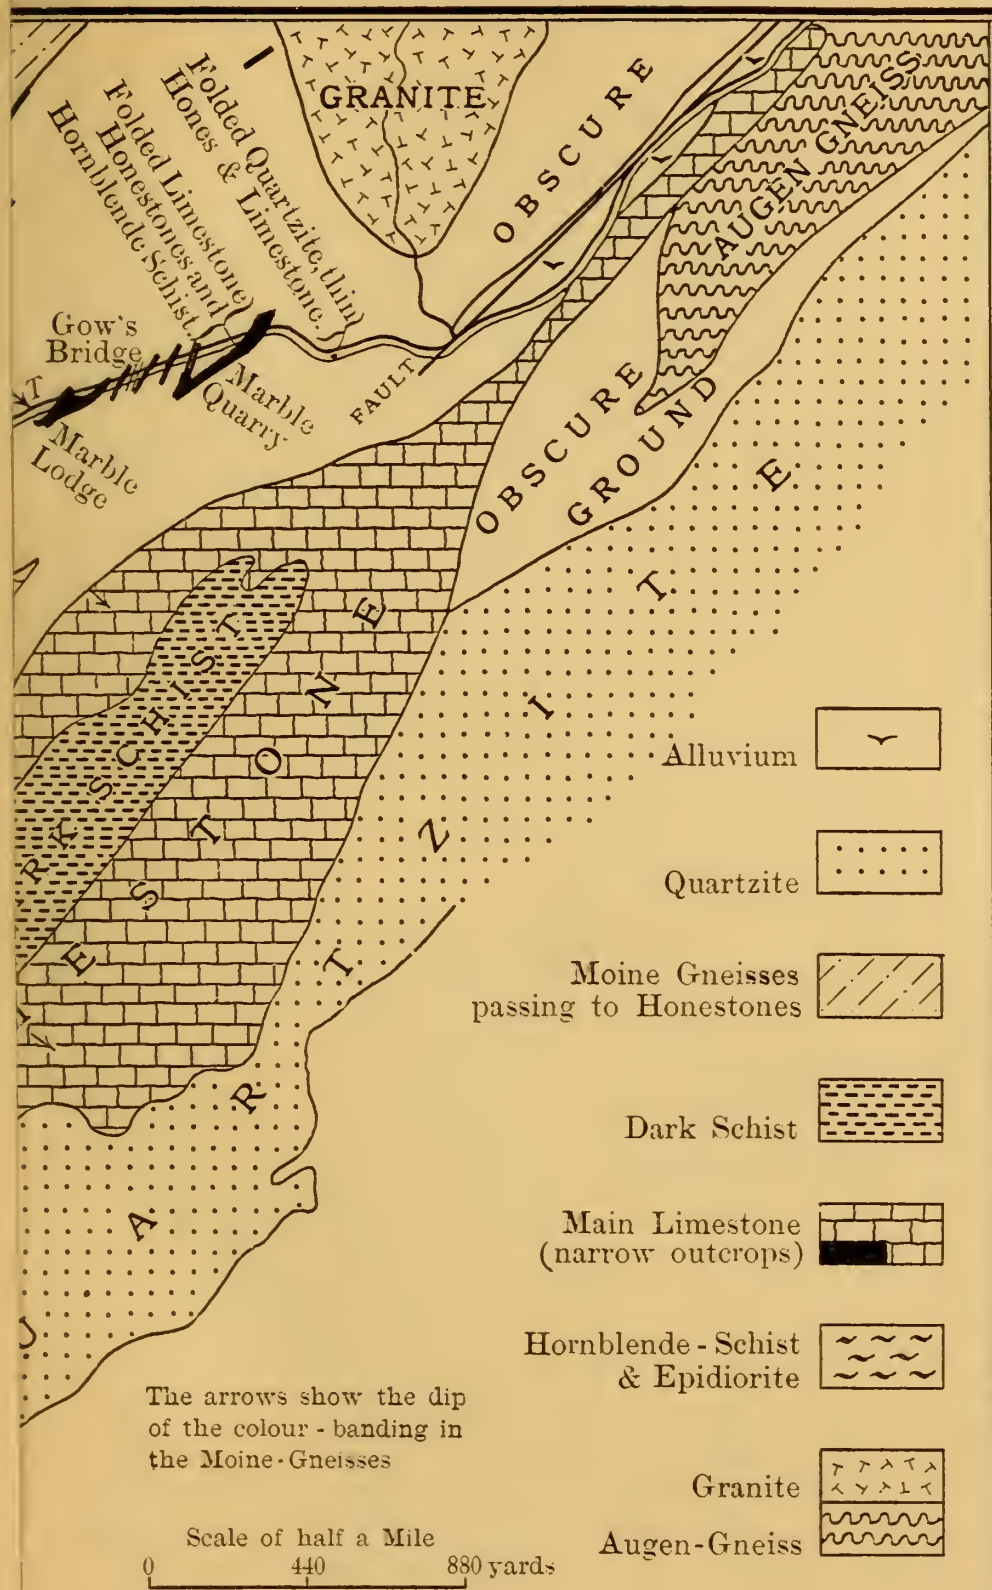 GRANITE
OBSCURE
AUGEN GNEISS
Folded Quartzite, thin
Hones & Limestone.
Folded Limestone,
Honestones and
Hornblende Schist.
Gow's
Bridge
T
Marble
Quarry
FAULT
Marble
Lodge
OBSCURE
GROUND
RK SCHIST
ESTONE
UARTZITE
Alluvium
Quartzite
Moine Gneisses
passing to Honestones
Dark Schist
Main Limestone
(narrow outcrops)
Hornblende - Schist
& Epidiorite
Granite
Augen-Gneiss
The arrows show the dip
of the colour - banding in
the Moine - Gneisses
Scale of half a Mile
0 440 880 yards